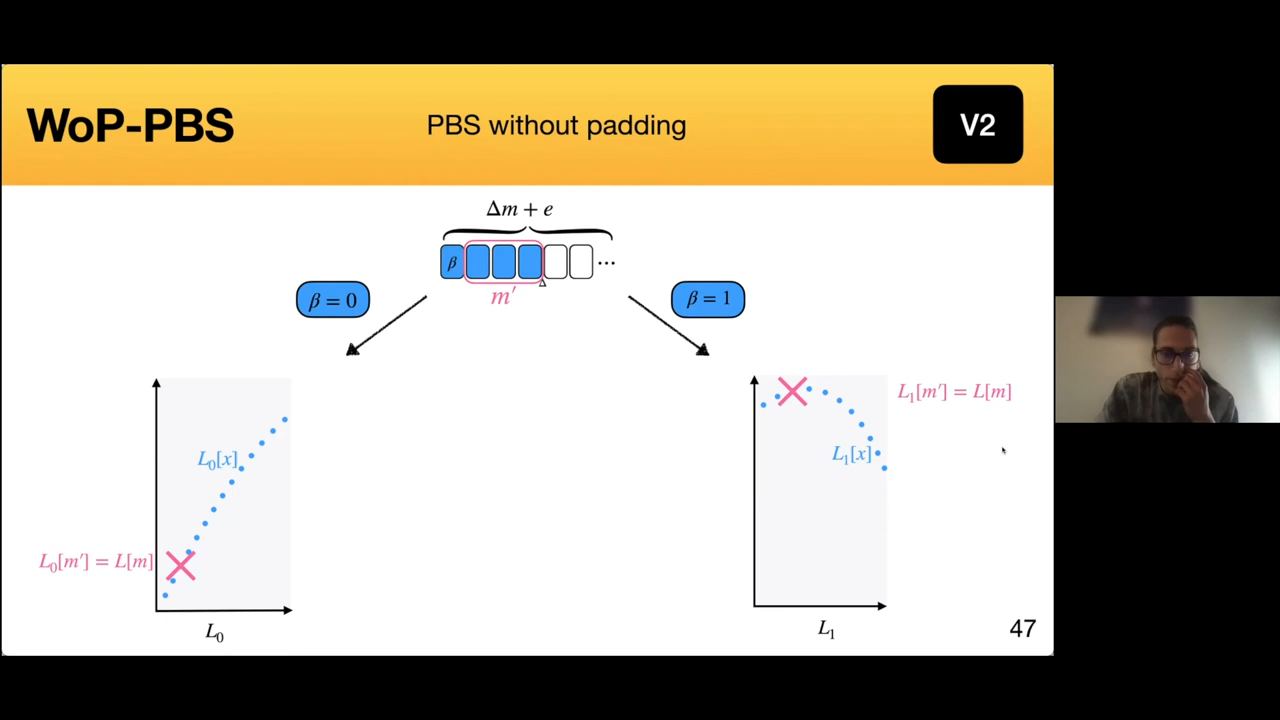 WoP-PBS
PBS without padding
V2
Δm + e
β
...
Δ
m′
β = 0
β = 1
L₁[m′] = L[m]
L₀[x]
L₁[x]
L₀[m′] = L[m]
L₀
L₁
47